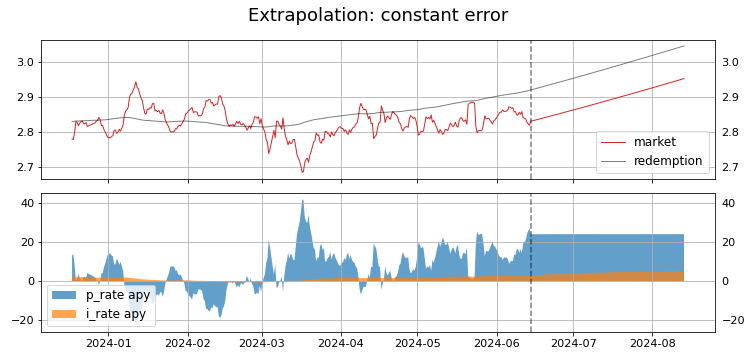 Extrapolation: constant error
3.0 3.0
2.9 2.9
2.8 2.8
2.7 2.7
market
redemption
40 40
20 20
0 0
−20 −20
p_rate apy
i_rate apy
2024-01 2024-02 2024-03 2024-04 2024-05 2024-06 2024-07 2024-08